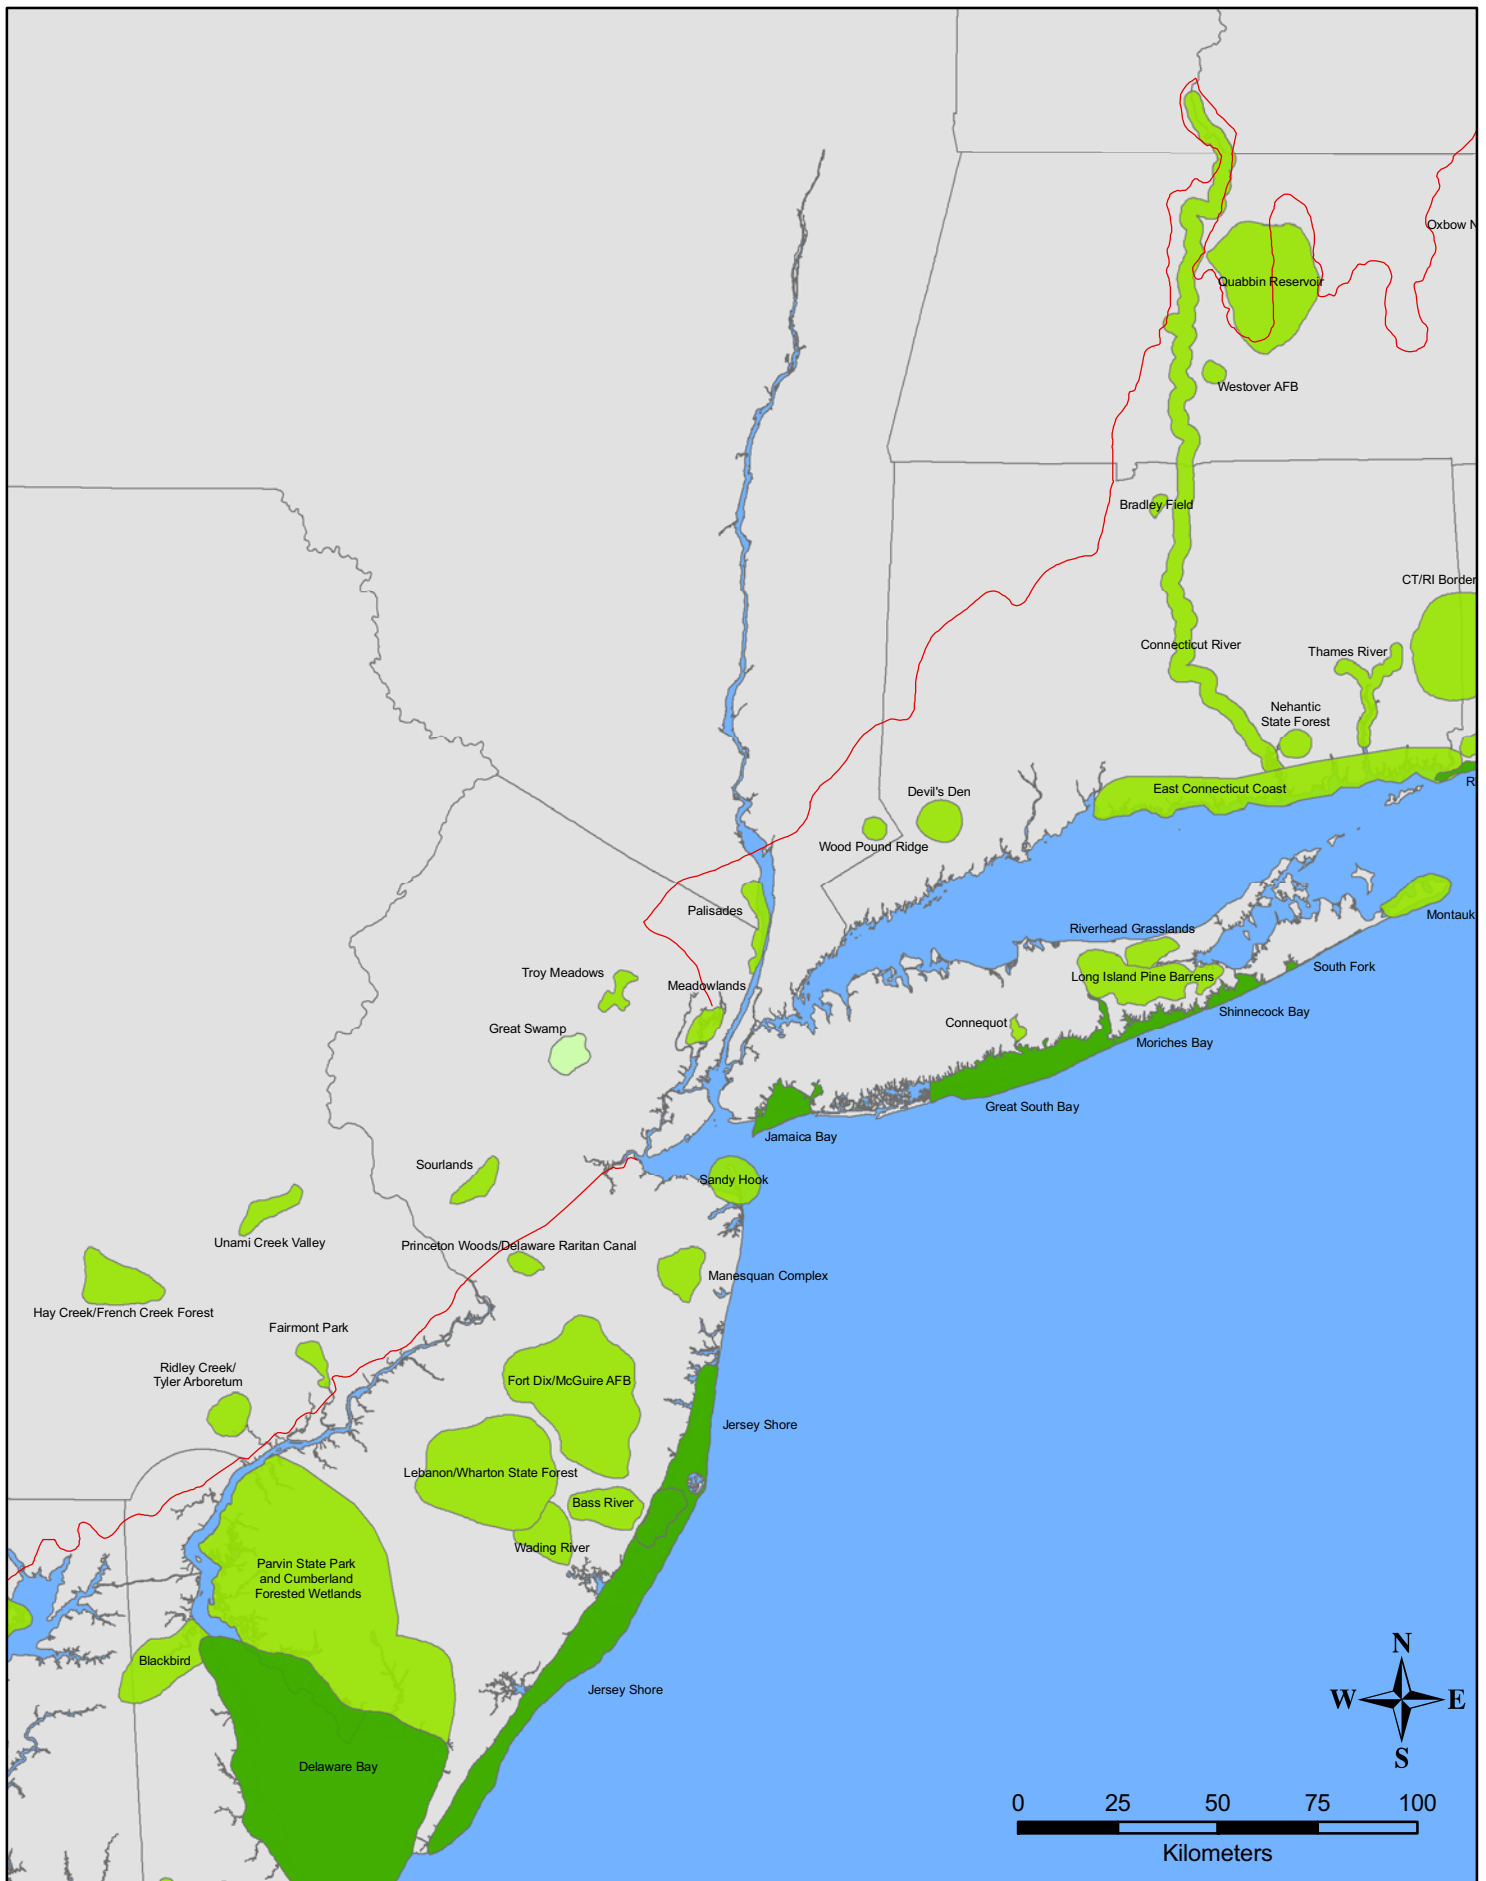 Oxbow N
Quabbin Reservoir
Westover AFB
Bradley Field
CT/RI Border
Connecticut River
Thames River
Nehantic
State Forest
R
East Connecticut Coast
Devil's Den
Wood Pound Ridge
Palisades
Montauk
Riverhead Grasslands
South Fork
Troy Meadows
Long Island Pine Barrens
Meadowlands
Shinnecock Bay
Great Swamp
Connequot
Moriches Bay
Great South Bay
Jamaica Bay
Sourlands
Sandy Hook
Unami Creek Valley
Princeton Woods/Delaware Raritan Canal
Manesquan Complex
Hay Creek/French Creek Forest
Fairmont Park
Ridley Creek/
Tyler Arboretum
Fort Dix/McGuire AFB
Jersey Shore
Lebanon/Wharton State Forest
Bass River
Wading River
Parvin State Park
and Cumberland
Forested Wetlands
Blackbird
Jersey Shore
Delaware Bay
N
W E
S
0 25 50 75 100
Kilometers